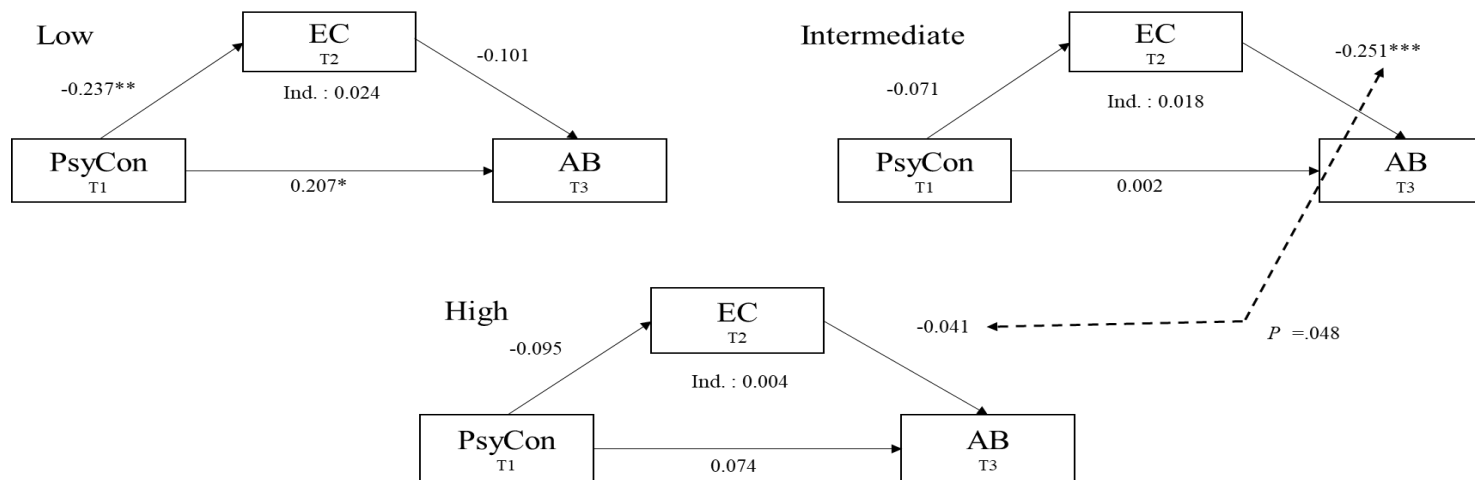 Low
EC
T2
-0.237**
-0.101
Ind. : 0.024
PsyCon
T1
0.207*
AB
T3
Intermediate
EC
T2
-0.071
-0.251***
Ind. : 0.018
PsyCon
T1
0.002
AB
T3
High
EC
T2
-0.095
-0.041
P =.048
Ind. : 0.004
PsyCon
T1
0.074
AB
T3